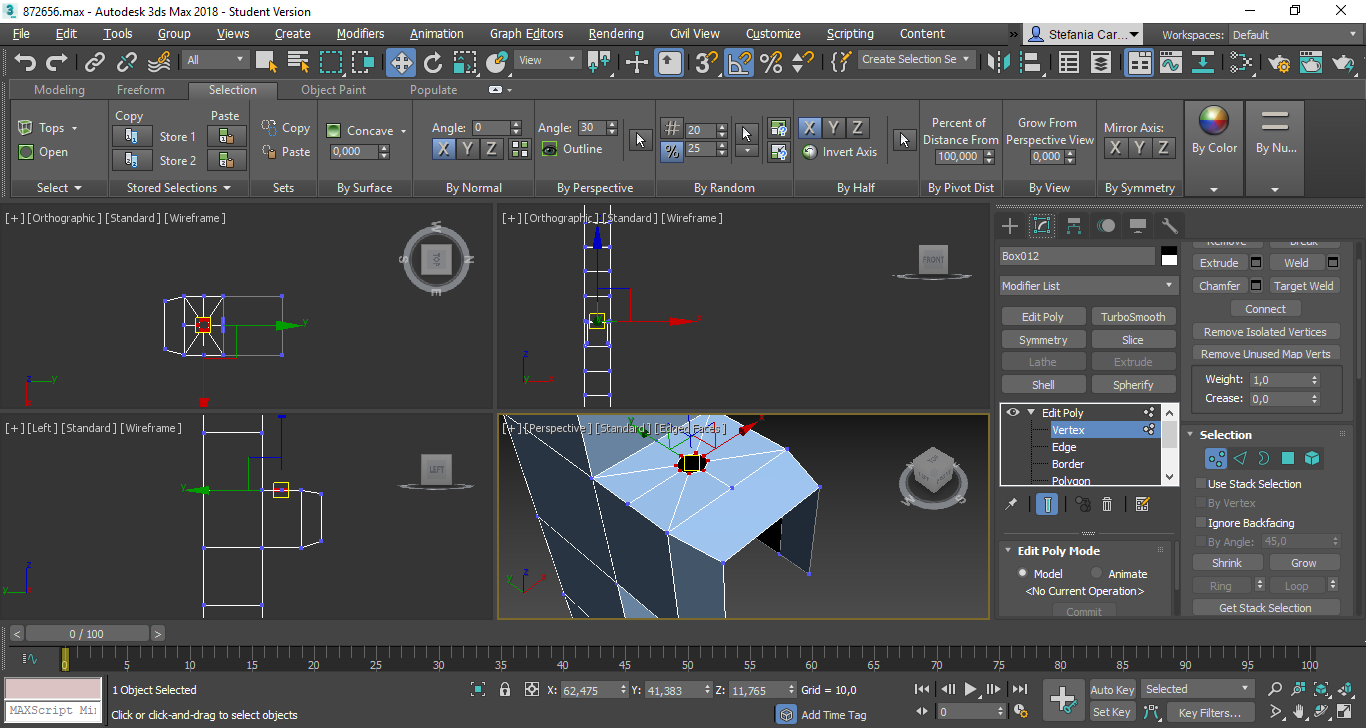 872656.max - Autodesk 3ds Max 2018 - Student Version
File Edit Tools Group Views Create Modifiers Animation Graph Editors Rendering Civil View Customize Scripting Content » Stefania Car... Workspaces: Default
All View Create Selection Se
Modeling Freeform Selection Object Paint Populate
Copy Paste
Tops Store 1 Copy Concave Angle: 0 Angle: 30 # 20 X Y Z Percent of Grow From Mirror Axis:
Open Store 2 Paste 0,000 X Y Z Outline % 25 Invert Axis Distance From Perspective View X Y Z By Color By Nu...
100,000 0,000
Select Stored Selections Sets By Surface By Normal By Perspective By Random By Half By Pivot Dist By View By Symmetry
[+] [Orthographic] [Standard] [Wireframe]
W S N E TOP
y
x
z y
[+] [Orthographic] [Standard] [Wireframe]
FRONT
x
z
y x
[+] [Left] [Standard] [Wireframe]
LEFT
y
z
y
[+] [Perspective] [Standard] [Edged Faces]
y x
TOP
W S
z
y x
Box012
Modifier List
Edit Poly TurboSmooth
Symmetry Slice
Lathe Extrude
Shell Spherify
Edit Poly
Vertex
Edge
Border
Polygon
Edit Poly Mode
Model Animate
<No Current Operation>
Commit
Remove Break
Extrude Weld
Chamfer Target Weld
Connect
Remove Isolated Vertices
Remove Unused Map Verts
Weight: 1,0
Crease: 0,0
Selection
Use Stack Selection
By Vertex
Ignore Backfacing
By Angle: 45,0
Shrink Grow
Ring Loop
Get Stack Selection
< 0 / 100 >
0 5 10 15 20 25 30 35 40 45 50 55 60 65 70 75 80 85 90 95 100
1 Object Selected X: 62,475 Y: 41,383 Z: 11,765 Grid = 10,0 Auto Key Selected
MAXScript Mi Click or click-and-drag to select objects Add Time Tag 0 Set Key Key Filters...